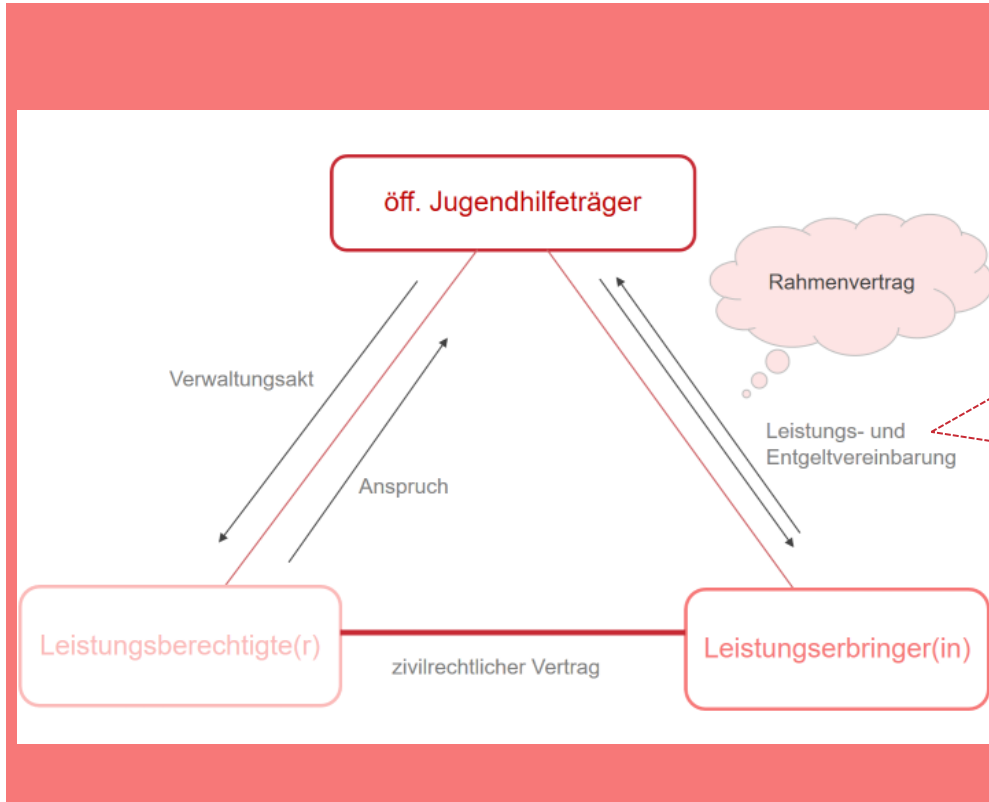 öff. Jugendhilfeträger
Rahmenvertrag
Verwaltungsakt
Leistungs- und
Entgeltvereinbarung
Anspruch
Leistungsberechtigte(r)
zivilrechtlicher Vertrag
Leistungserbringer(in)